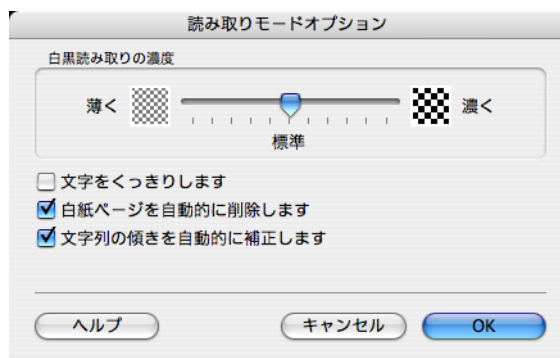 読み取りモードオプション
白黒読み取りの濃度
薄く 濃く
標準
文字をくっきりします
白紙ページを自動的に削除します
文字列の傾きを自動的に補正します
ヘルプ キャンセル OK